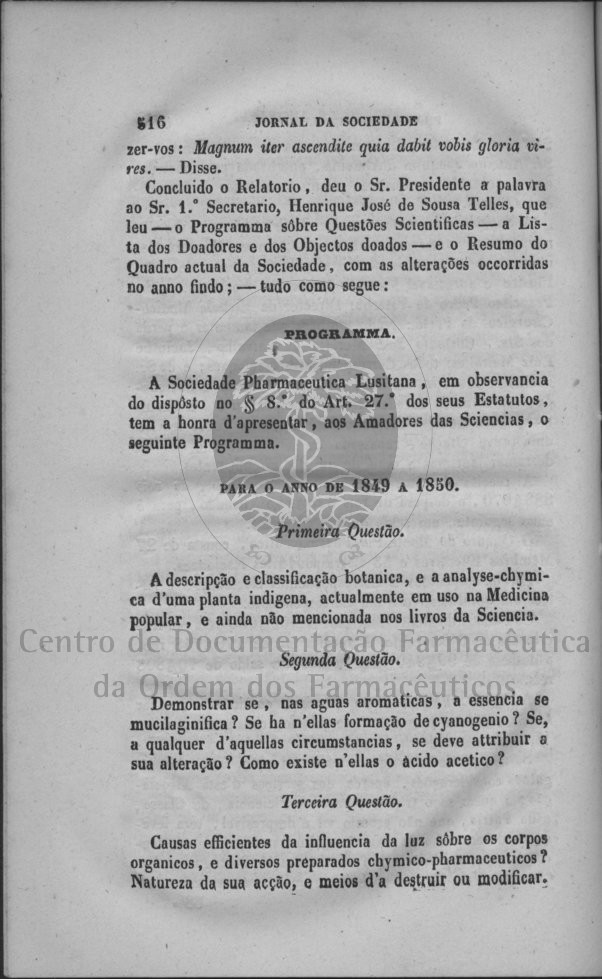 516 JORNAL DA SOCIEDADE
zer-vos : Magnum iter ascendite quia dabit vobis gloria vi-
res. — Disse.
Concluido o Relatorio, deu o Sr. Presidente a palavra
ao Sr. 1.º Secretario, Henrique José de Sousa Telles, que
leu — o Programma sôbre Questões Scientificas — a Lis-
ta dos Doadores e dos Objectos doados — e o Resumo do
Quadro actual da Sociedade, com as alterações occorridas
no anno findo ; — tudo como segue :
PROGRAMMA.
A Sociedade Pharmaceutica Lusitana, em observancia
do dispôsto no § 8.º do Art. 27.º dos seus Estatutos,
tem a honra d'apresentar, aos Amadores das Sciencias, o
seguinte Programma.
PARA O ANNO DE 1849 A 1850.
Primeira Questão.
A descripção e classificação botanica, e a analyse-chymi-
ca d'uma planta indigena, actualmente em uso na Medicina
popular, e ainda não mencionada nos livros da Sciencia.
Centro de Documentação Farmacêutica
Segunda Questão.
da Ordem dos Farmacêuticos
Demonstrar se, nas aguas aromaticas, a essencia se
mucilaginifica ? Se ha n'ellas formação de cyanogenio ? Se,
a qualquer d'aquellas circumstancias, se deve attribuir a
sua alteração ? Como existe n'ellas o ácido acetico ?
Terceira Questão.
Causas efficientes da influencia da luz sôbre os corpos
organicos, e diversos preparados chymico-pharmaceuticos ?
Natureza da sua acção, e meios d'a destruir ou modificar.